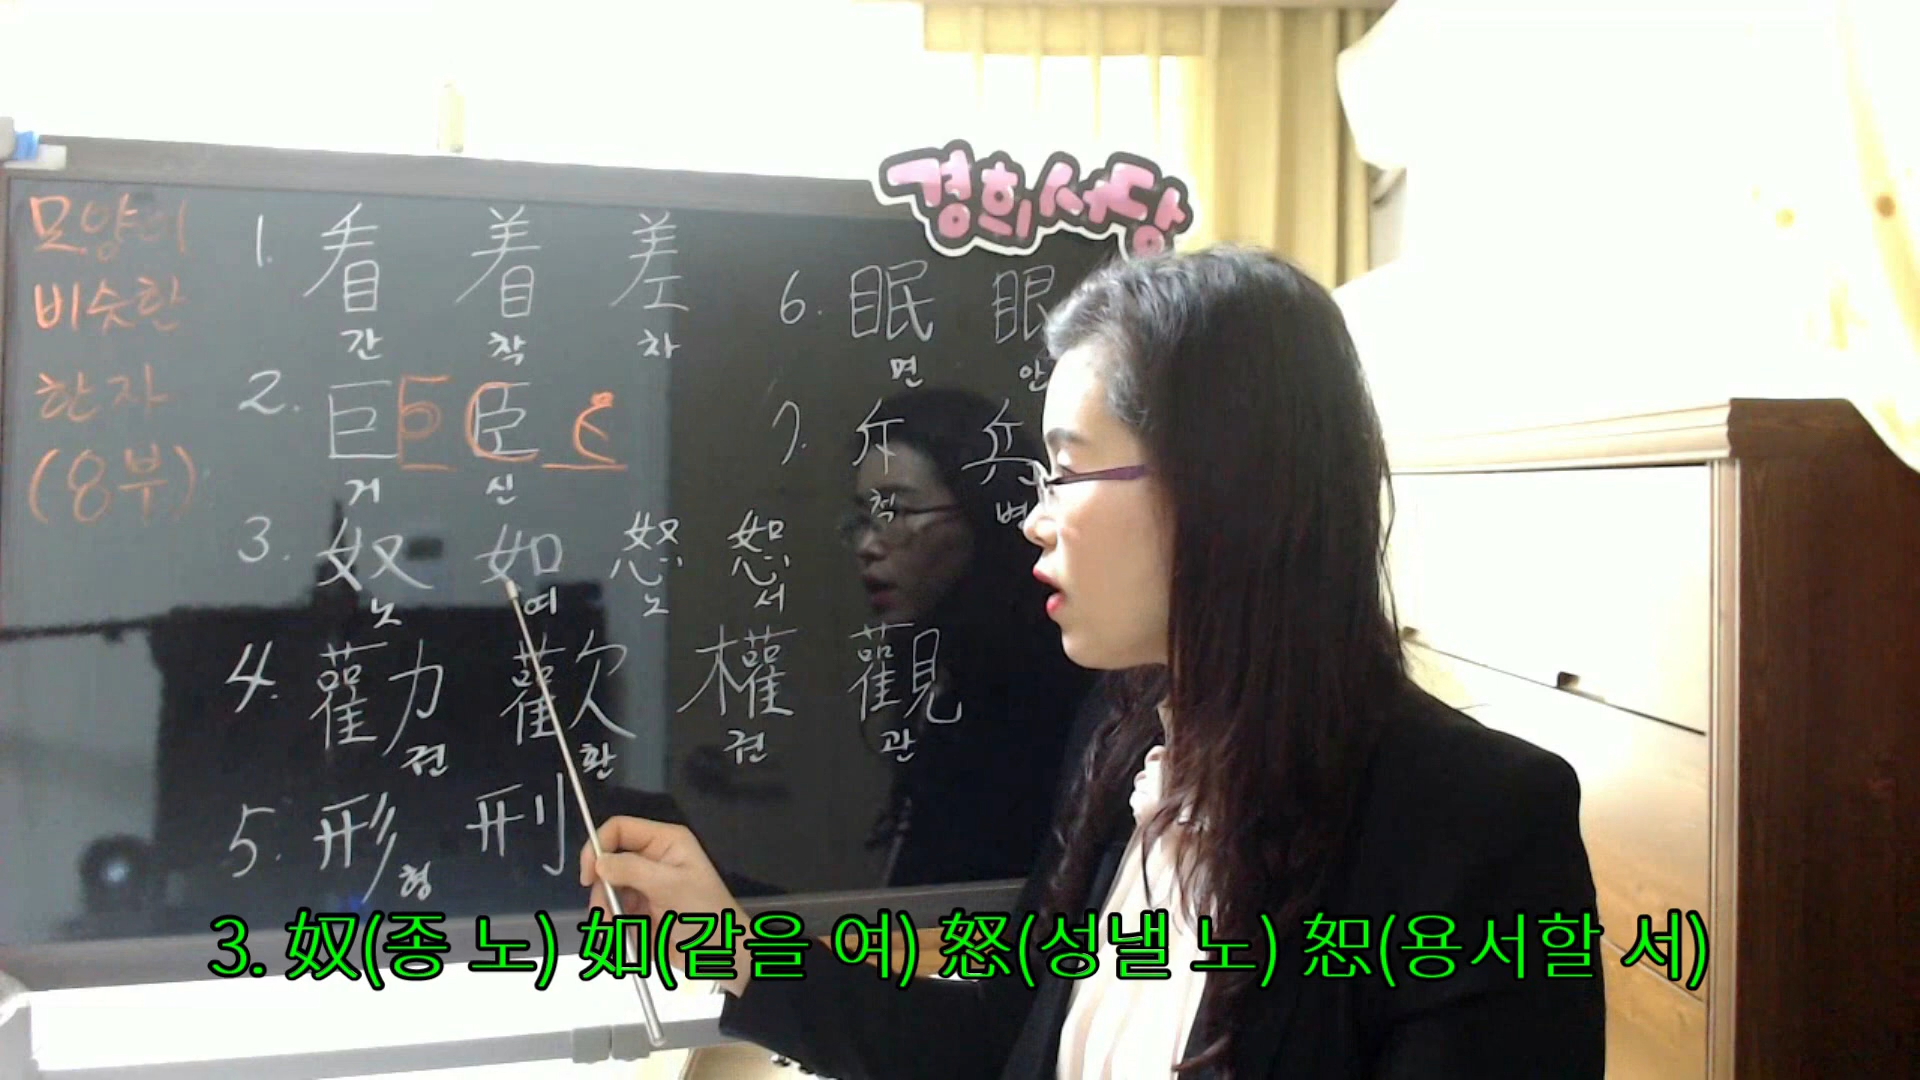 경희서당
모양이
비슷한
한자
(8부)
1. 看 着 差
간 착 차
2. 巨 臣
거 신
3. 奴 如 怒 恕
노 여 노 서
4. 勸 歡 權 觀
권 환 권 관
5. 形 刑
형
6. 眠 眼
면 안
7. 斥 兵
척 병
3. 奴(종 노) 如(같을 여) 怒(성낼 노) 恕(용서할 서)